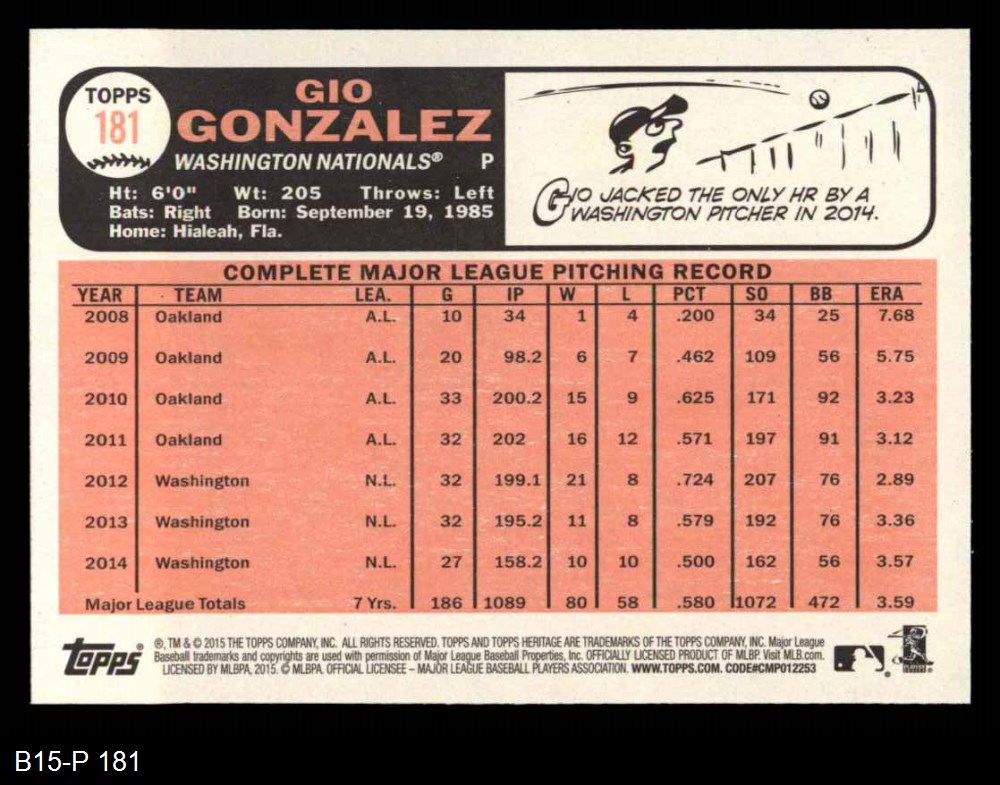 TOPPS
181
GIO
GONZALEZ
WASHINGTON NATIONALS® P
Ht: 6'0" Wt: 205 Throws: Left
Bats: Right Born: September 19, 1985
Home: Hialeah, Fla.
GIO JACKED THE ONLY HR BY A
WASHINGTON PITCHER IN 2014.
COMPLETE MAJOR LEAGUE PITCHING RECORD
YEAR TEAM LEA. G IP W L PCT SO BB ERA
2008 Oakland A.L. 10 34 1 4 .200 34 25 7.68
2009 Oakland A.L. 20 98.2 6 7 .462 109 56 5.75
2010 Oakland A.L. 33 200.2 15 9 .625 171 92 3.23
2011 Oakland A.L. 32 202 16 12 .571 197 91 3.12
2012 Washington N.L. 32 199.1 21 8 .724 207 76 2.89
2013 Washington N.L. 32 195.2 11 8 .579 192 76 3.36
2014 Washington N.L. 27 158.2 10 10 .500 162 56 3.57
Major League Totals 7 Yrs. 186 1089 80 58 .580 1072 472 3.59
Topps®
®, TM & © 2015 THE TOPPS COMPANY, INC. ALL RIGHTS RESERVED. TOPPS AND TOPPS HERITAGE ARE TRADEMARKS OF THE TOPPS COMPANY, INC. Major League
Baseball trademarks and copyrights are used with permission of Major League Baseball Properties, Inc. OFFICIALLY LICENSED PRODUCT OF MLBP. Visit MLB.com.
LICENSED BY MLBPA, 2015. © MLBPA. OFFICIAL LICENSEE – MAJOR LEAGUE BASEBALL PLAYERS ASSOCIATION. WWW.TOPPS.COM. CODE#CMP012253
B15-P 181